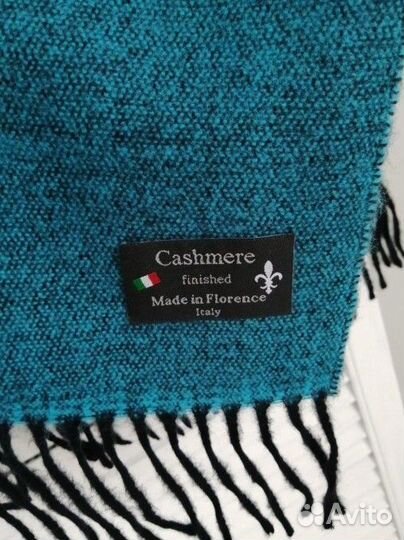 Cashmere
finished
Made in Florence
Italy
Avito